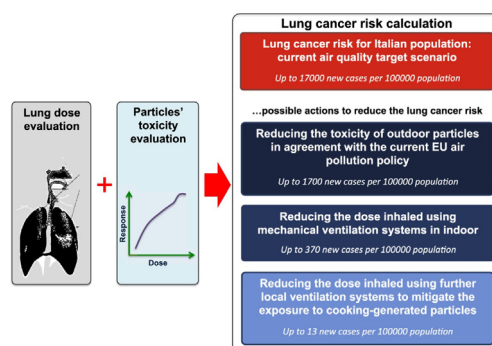 Lung dose
evaluation
Particles'
toxicity
evaluation
Response
Dose
Lung cancer risk calculation
Lung cancer risk for Italian population:
current air quality target scenario
Up to 17000 new cases per 100000 population
...possible actions to reduce the lung cancer risk
Reducing the toxicity of outdoor particles
in agreement with the current EU air
pollution policy
Up to 1700 new cases per 100000 population
Reducing the dose inhaled using
mechanical ventilation systems in indoor
Up to 370 new cases per 100000 population
Reducing the dose inhaled using further
local ventilation systems to mitigate the
exposure to cooking-generated particles
Up to 13 new cases per 100000 population